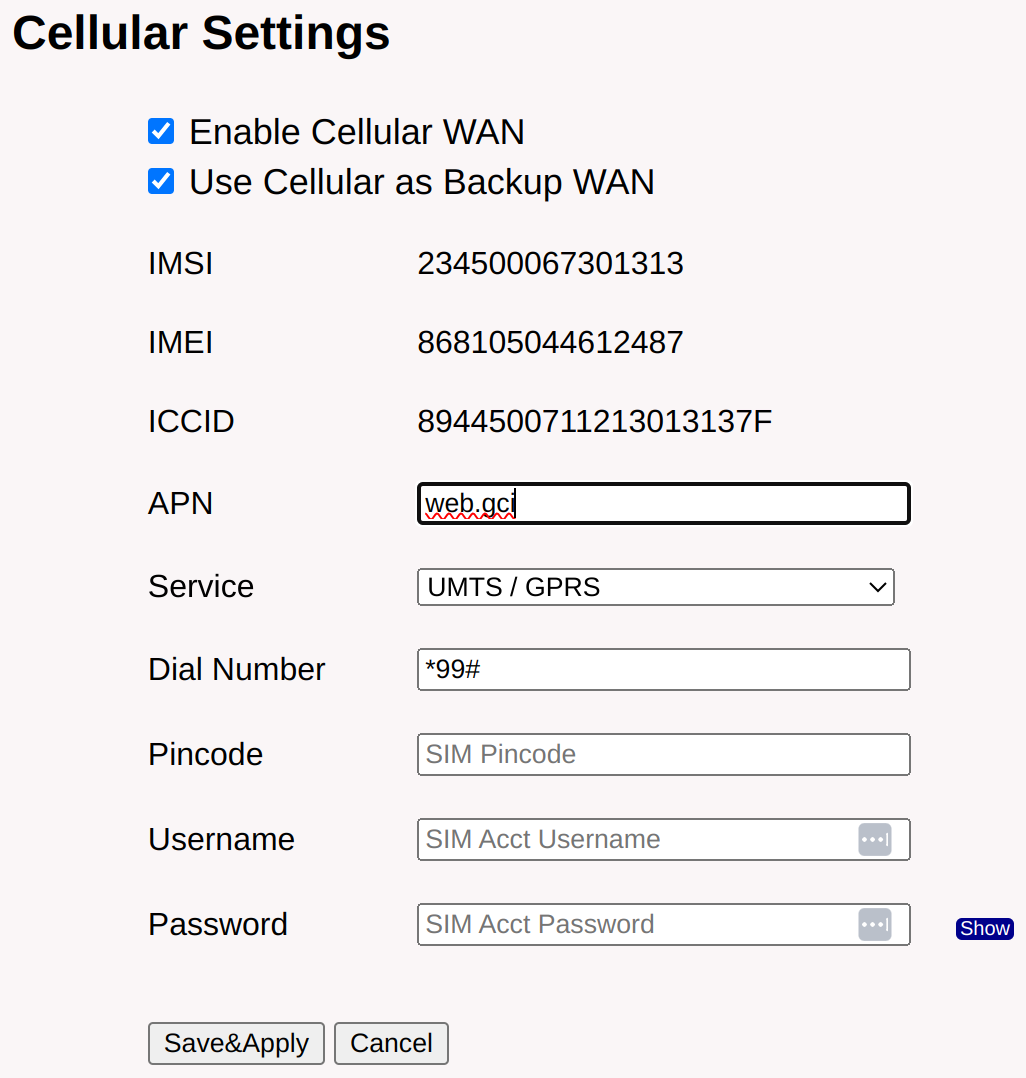 Cellular Settings
Enable Cellular WAN
Use Cellular as Backup WAN
IMSI 234500067301313
IMEI 868105044612487
ICCID 8944500711213013137F
APN web.gci
Service UMTS / GPRS
Dial Number *99#
Pincode SIM Pincode
Username SIM Acct Username
Password SIM Acct Password Show
Save&Apply Cancel